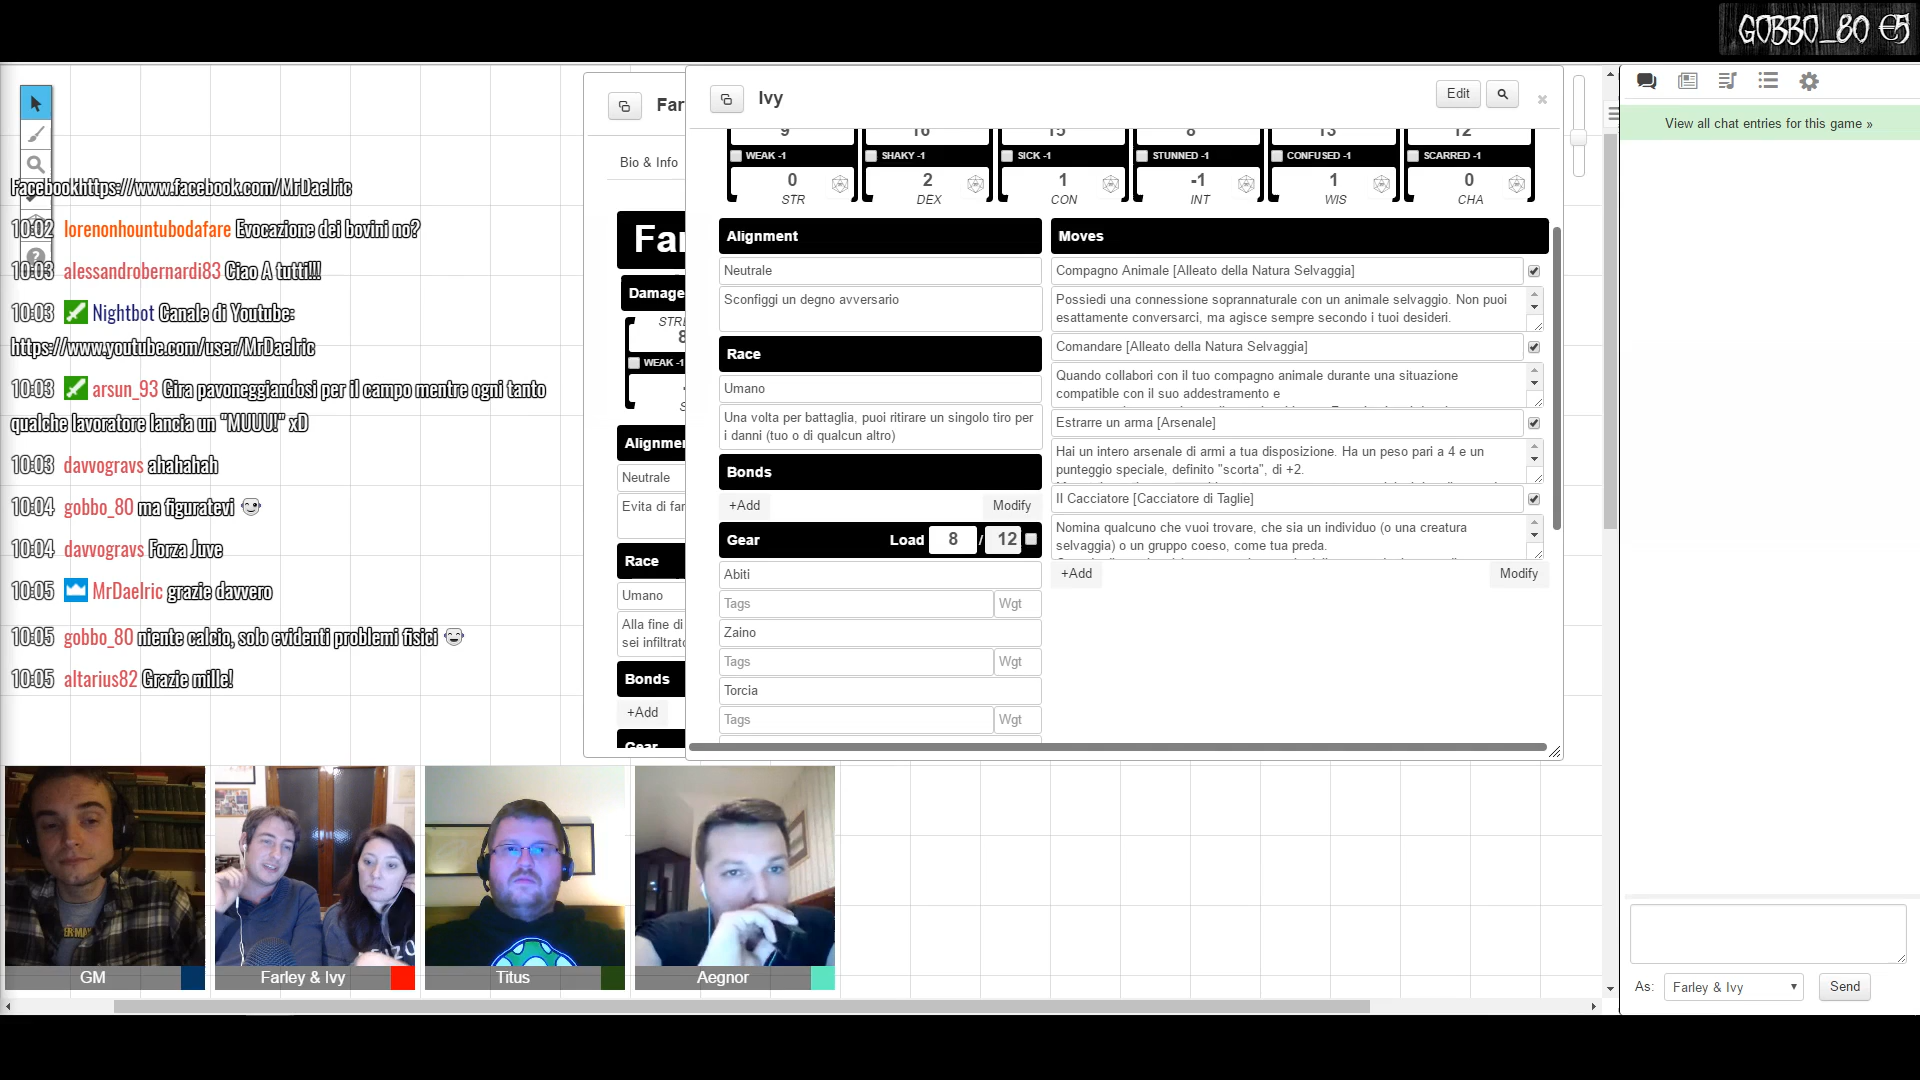 GOBBO_80 €5
Facebookhttps://www.facebook.com/MrDaelric
10:02 lorenonhountubodafare Evocazione dei bovini no?
10:03 alessandrobernardi83 Ciao A tutti!!!
10:03 Nightbot Canale di Youtube:
https://www.youtube.com/user/MrDaelric
10:03 arsun_93 Gira pavoneggiandosi per il campo mentre ogni tanto
qualche lavoratore lancia un "MUUU!" xD
10:03 davvogravs ahahahah
10:04 gobbo_80 ma figuratevi
10:04 davvogravs Forza Juve
10:05 MrDaelric grazie davvero
10:05 gobbo_80 niente calcio, solo evidenti problemi fisici
10:05 altarius82 Grazie mille!
Far
Bio & Info
Far
Damage
WEAK -1
Alignmen
Neutrale
Evita di far
Race
Umano
Alla fine di
sei infiltrato
Bonds
+Add
Gear
Ivy
Edit
9 16 15 8 13 12
WEAK -1 SHAKY -1 SICK -1 STUNNED -1 CONFUSED -1 SCARRED -1
0 2 1 -1 1 0
STR DEX CON INT WIS CHA
Alignment
Neutrale
Sconfiggi un degno avversario
Race
Umano
Una volta per battaglia, puoi ritirare un singolo tiro per
i danni (tuo o di qualcun altro)
Bonds
+Add Modify
Gear Load 8 / 12
Abiti
Tags Wgt
Zaino
Tags Wgt
Torcia
Tags Wgt
Moves
Compagno Animale [Alleato della Natura Selvaggia]
Possiedi una connessione soprannaturale con un animale selvaggio. Non puoi
esattamente conversarci, ma agisce sempre secondo i tuoi desideri.
Comandare [Alleato della Natura Selvaggia]
Quando collabori con il tuo compagno animale durante una situazione
compatibile con il suo addestramento e
Estrarre un arma [Arsenale]
Hai un intero arsenale di armi a tua disposizione. Ha un peso pari a 4 e un
punteggio speciale, definito "scorta", di +2.
Il Cacciatore [Cacciatore di Taglie]
Nomina qualcuno che vuoi trovare, che sia un individuo (o una creatura
selvaggia) o un gruppo coeso, come tua preda.
+Add Modify
View all chat entries for this game »
As: Farley & Ivy Send
GM
Farley & Ivy
Titus
Aegnor